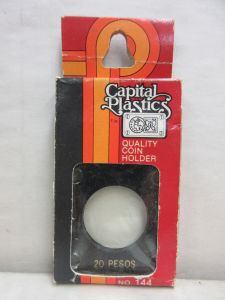 Capital
Plastics
QUALITY
COIN
HOLDER
20 PESOS
NO. 144